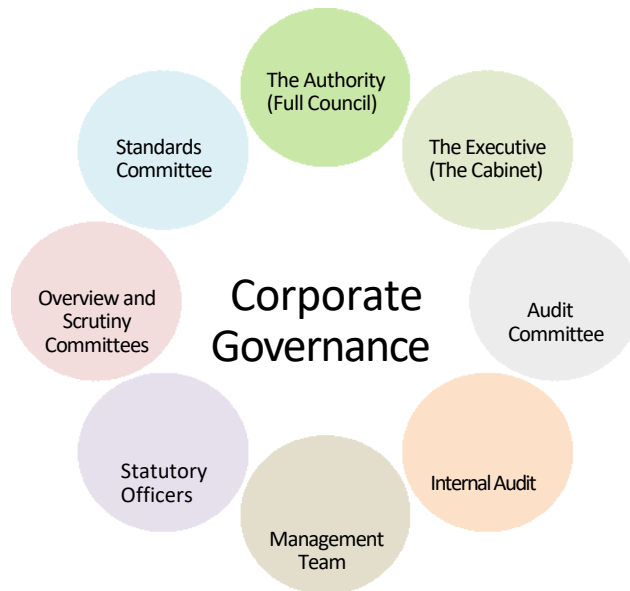 The Authority
(Full Council)
The Executive
(The Cabinet)
Audit
Committee
Internal Audit
Management
Team
Statutory
Officers
Overview and
Scrutiny
Committees
Standards
Committee
Corporate
Governance